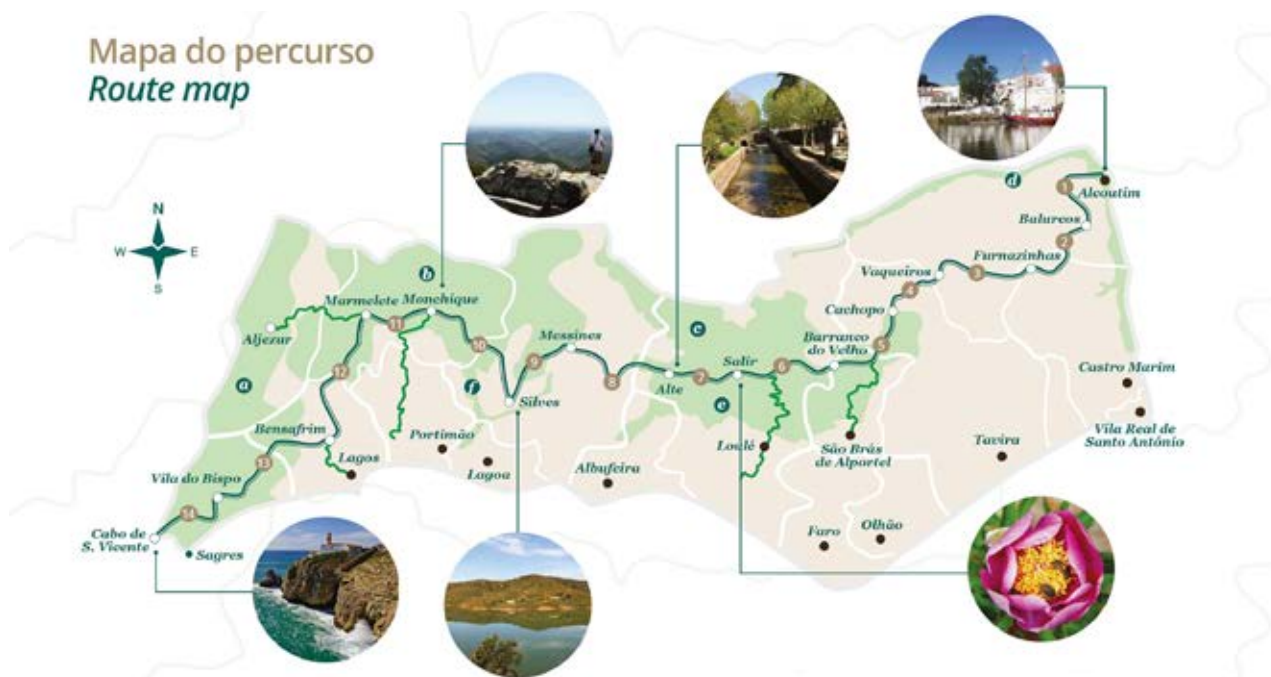 Mapa do percurso
Route map
N
W
E
S
d
1
Alcoutim
Balurcos
2
Furnazinhas
3
Vaqueiros
4
Cachopo
5
Barranco
do Velho
6
c
Salir
7
e
Alte
8
Messines
9
Silves
f
10
b
Monchique
11
Marmelete
Aljezur
a
12
Bensafrim
Lagos
13
Vila do Bispo
14
Cabo de
S. Vicente
Sagres
Portimão
Lagoa
Albufeira
Loulé
São Brás
de Alportel
Faro
Olhão
Tavira
Castro Marim
Vila Real de
Santo António